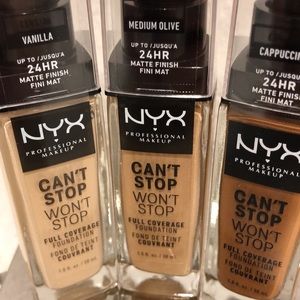 VANILLA
UP TO / JUSQU'A
24HR
MATTE FINISH
FINI MAT
NYX
PROFESSIONAL
MAKEUP
CAN'T
STOP
WON'T
STOP
FULL COVERAGE
FOUNDATION
FOND DE TEINT
COUVRANT
MEDIUM OLIVE
UP TO / JUSQU'A
24HR
MATTE FINISH
FINI MAT
NYX
PROFESSIONAL
MAKEUP
CAN'T
STOP
WON'T
STOP
FULL COVERAGE
FOUNDATION
FOND DE TEINT
COUVRANT
CAPPUCCIN
UP TO / JUSQU'A
24HR
MATTE FINISH
FINI MAT
NYX
PROFESSIONAL
MAKEUP
CAN'T
STOP
WON'T
STOP
FULL COVERAGE
FOUNDATION
FOND DE TEINT
COUVRANT